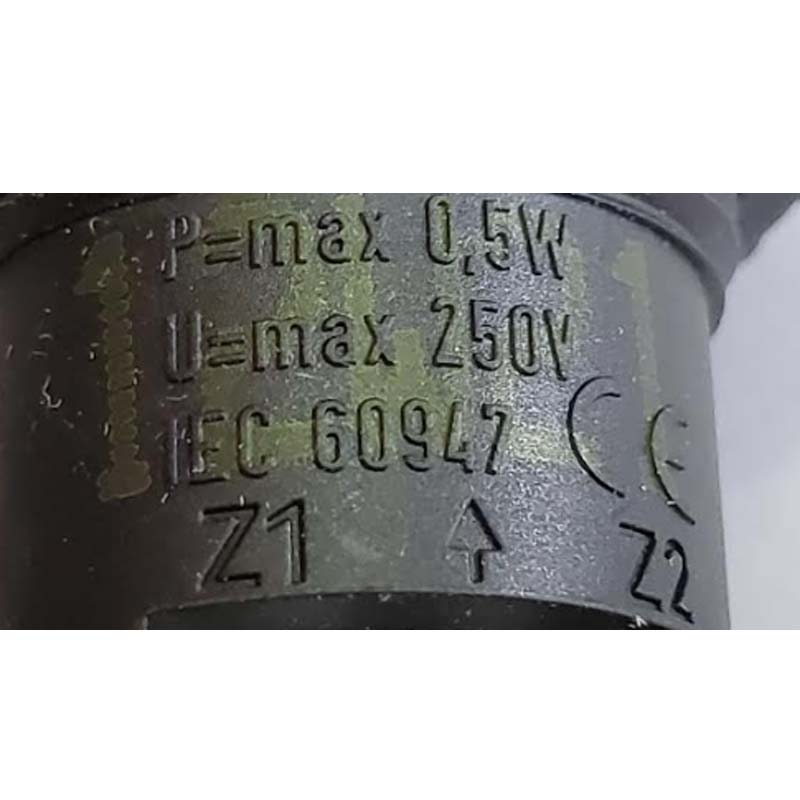 P=max 0,5W
U=max 250V
IEC 60947 CE
Z1 ↑ Z2